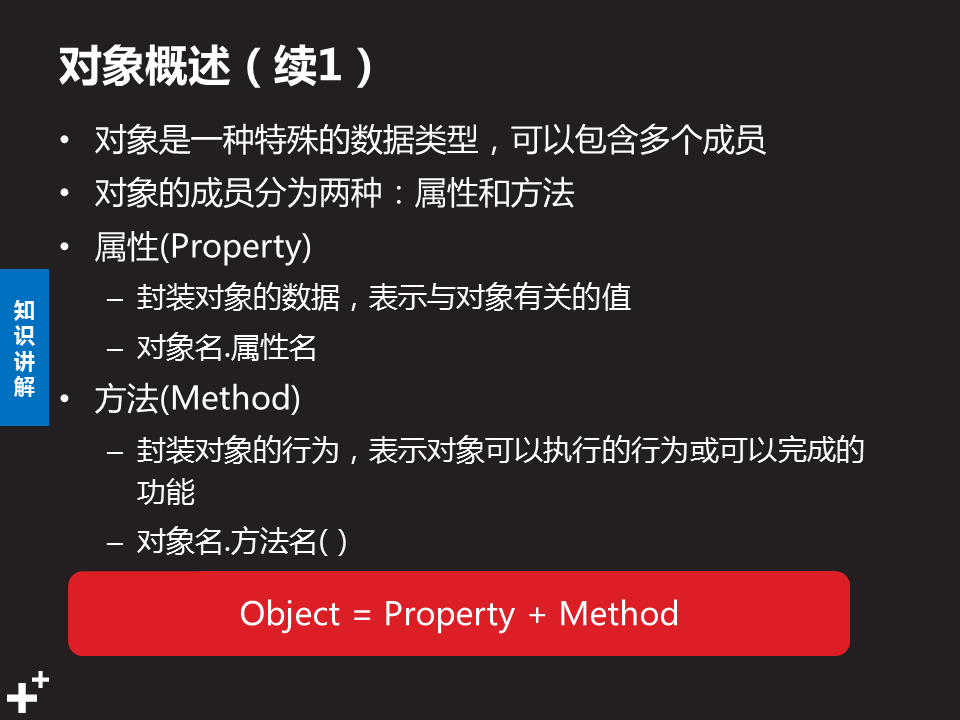 对象概述（续1）
• 对象是一种特殊的数据类型，可以包含多个成员
• 对象的成员分为两种：属性和方法
• 属性(Property)
– 封装对象的数据，表示与对象有关的值
– 对象名.属性名
知识讲解
• 方法(Method)
– 封装对象的行为，表示对象可以执行的行为或可以完成的
功能
– 对象名.方法名( )
Object = Property + Method